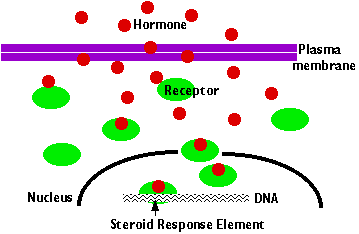 Hormone
Plasma
membrane
Receptor
Nucleus
DNA
Steroid Response Element